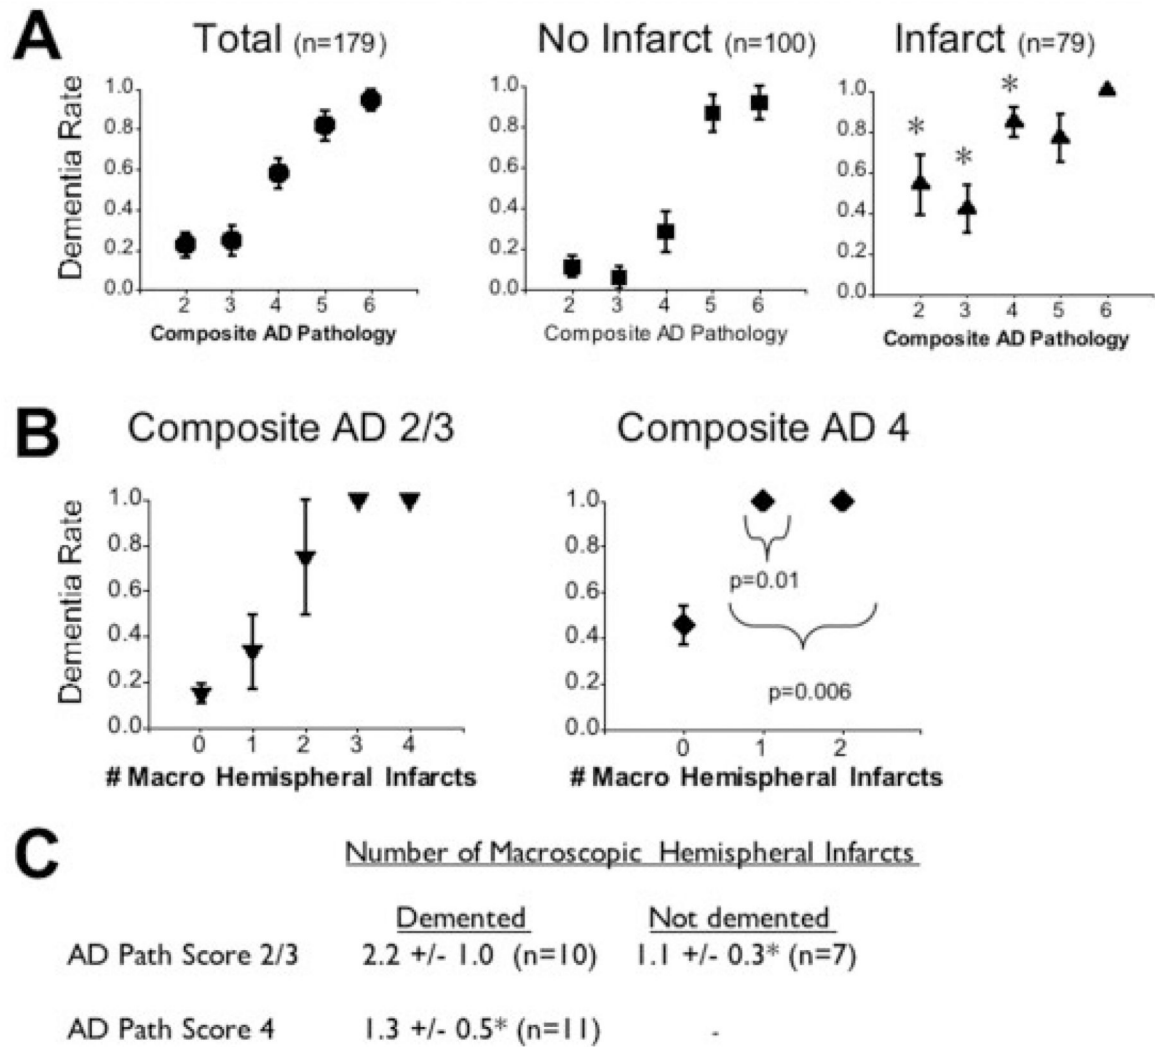 A
Total (n=179)
No Infarct (n=100)
Infarct (n=79)
Dementia Rate
1.0
0.8
0.6
0.4
0.2
0.0
2 3 4 5 6
Composite AD Pathology
1.0
0.8
0.6
0.4
0.2
0.0
2 3 4 5 6
Composite AD Pathology
1.0
0.8
0.6
0.4
0.2
0.0
* * *
2 3 4 5 6
Composite AD Pathology
B
Composite AD 2/3
Composite AD 4
Dementia Rate
1.0
0.8
0.6
0.4
0.2
0.0
0 1 2 3 4
# Macro Hemispheral Infarcts
1.0
0.8
0.6
0.4
0.2
0.0
p=0.01
p=0.006
0 1 2
# Macro Hemispheral Infarcts
C
Number of Macroscopic Hemispheral Infarcts
Demented Not demented
AD Path Score 2/3 2.2 +/- 1.0 (n=10) 1.1 +/- 0.3* (n=7)
AD Path Score 4 1.3 +/- 0.5* (n=11) -